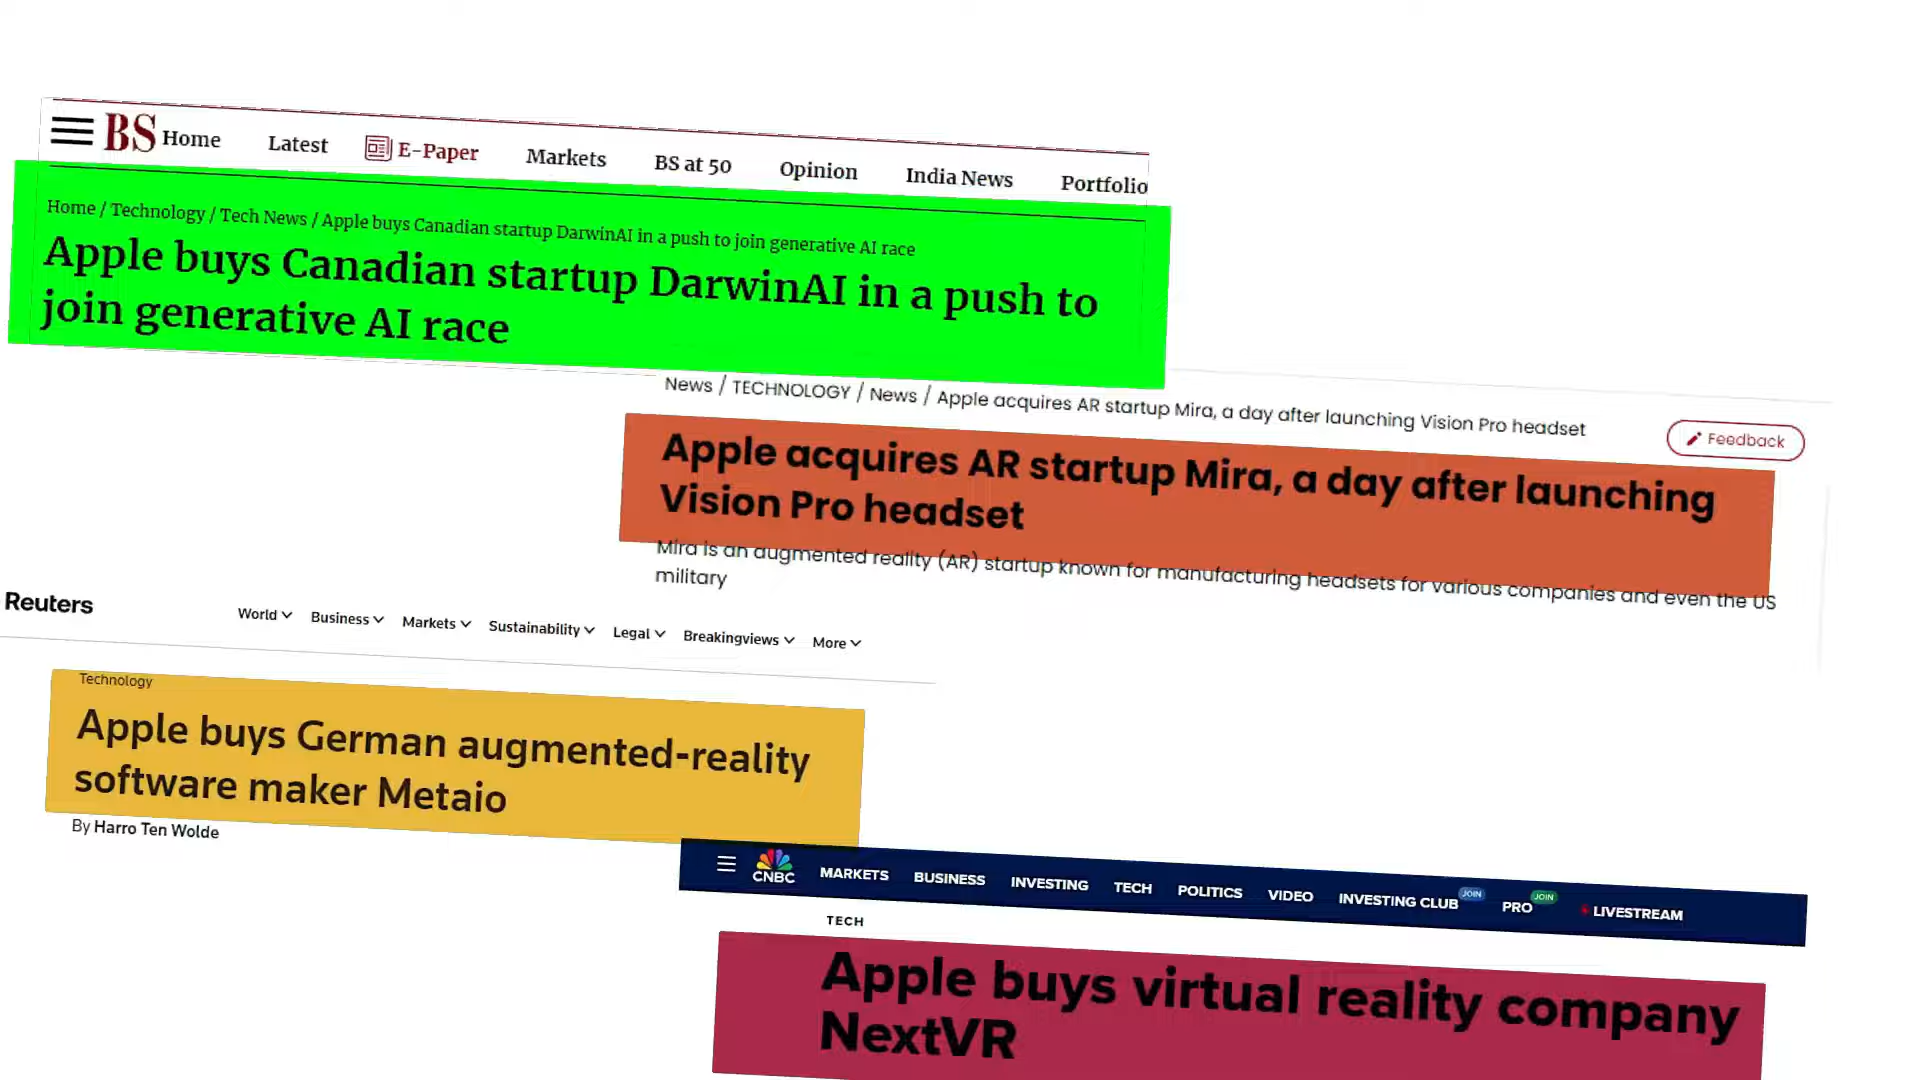 BS Home Latest E-Paper Markets BS at 50 Opinion India News Portfolio
Home / Technology / Tech News / Apple buys Canadian startup DarwinAI in a push to join generative AI race
Apple buys Canadian startup DarwinAI in a push to
join generative AI race
News / TECHNOLOGY / News / Apple acquires AR startup Mira, a day after launching Vision Pro headset
Feedback
Apple acquires AR startup Mira, a day after launching
Vision Pro headset
Mira is an augmented reality (AR) startup known for manufacturing headsets for various companies and even the US
military
Reuters World Business Markets Sustainability Legal Breakingviews More
Technology
Apple buys German augmented-reality
software maker Metaio
By Harro Ten Wolde
CNBC MARKETS BUSINESS INVESTING TECH POLITICS VIDEO INVESTING CLUB JOIN PRO JOIN LIVESTREAM
TECH
Apple buys virtual reality company
NextVR